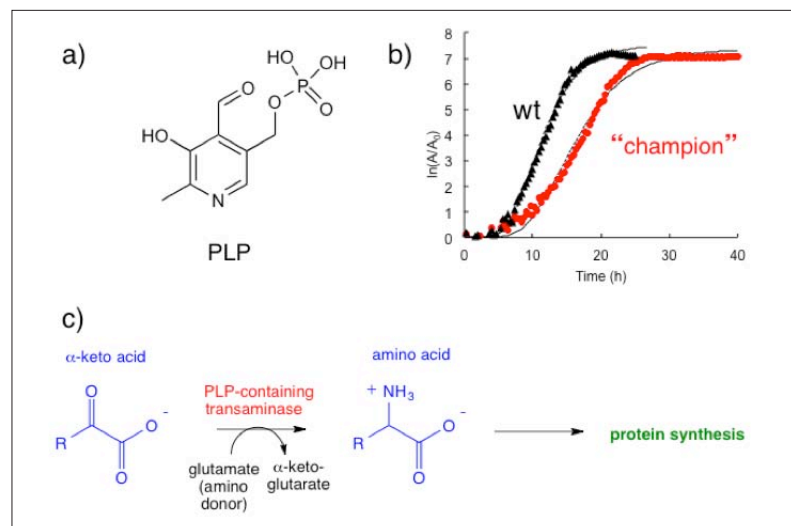 a)
HO
OH
P
O
O
O
HO
N
PLP
b)
ln(A/A₀)
8
7
6
5
4
3
2
1
0
0
10
20
30
40
Time (h)
wt
“champion”
c)
α-keto acid
O
R
O
-
O
PLP-containing
transaminase
glutamate
(amino
donor)
α-keto-
glutarate
amino acid
+ NH₃
R
O
-
O
protein synthesis